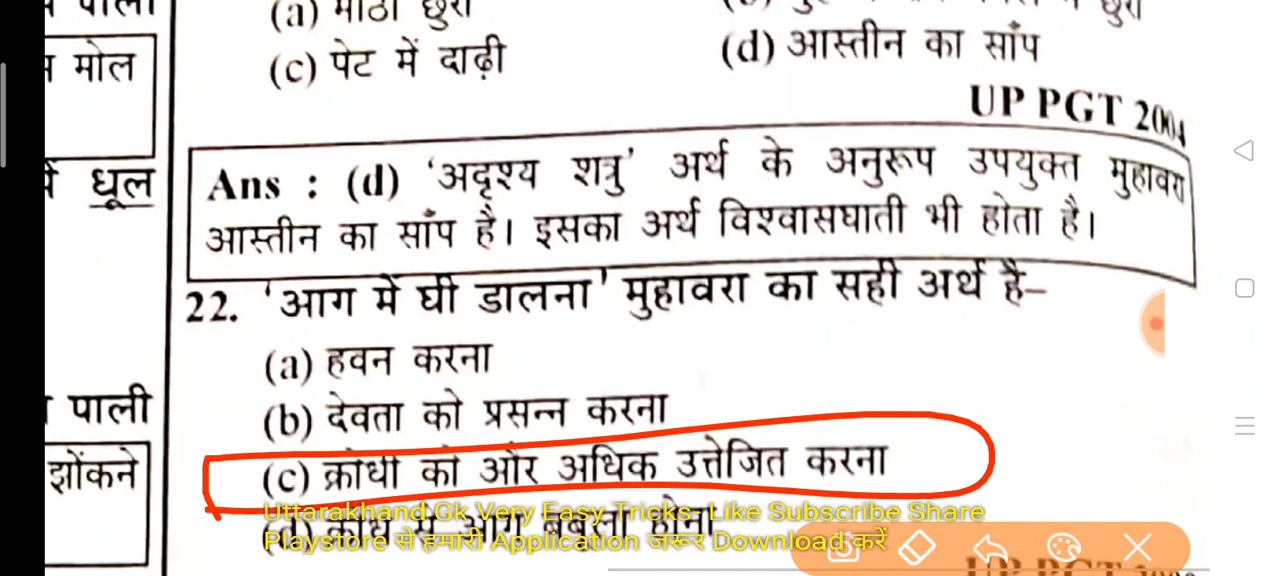 पाली
(a) मीठी छुरी
छुरी
मोल
(c) पेट में दाढ़ी
(d) आस्तीन का साँप
UP PGT 2004
Ans : (d) ‘अदृश्य शत्रु’ अर्थ के अनुरूप उपयुक्त मुहावरा
आस्तीन का साँप है। इसका अर्थ विश्वासघाती भी होता है।
धूल
22. ‘आग में घी डालना’ मुहावरा का सही अर्थ है–
(a) हवन करना
(b) देवता को प्रसन्न करना
पाली
(c) क्रोधी को और अधिक उत्तेजित करना
झोंकने
(d) क्रोध से आग बबूला होना
Uttarakhand Gk Very Easy Tricks, Like Subscribe Share
Playstore से हमारी Application जरूर Download करें